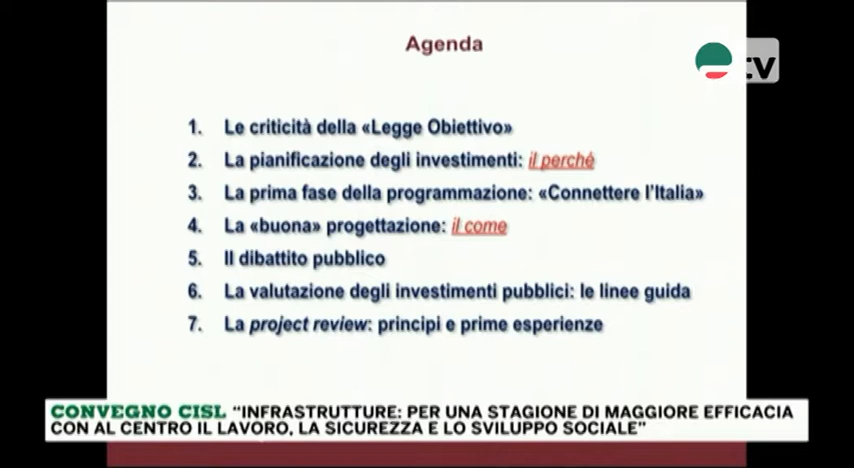 Agenda
tv
1. Le criticità della «Legge Obiettivo»
2. La pianificazione degli investimenti: il perché
3. La prima fase della programmazione: «Connettere l'Italia»
4. La «buona» progettazione: il come
5. Il dibattito pubblico
6. La valutazione degli investimenti pubblici: le linee guida
7. La project review: principi e prime esperienze
CONVEGNO CISL "INFRASTRUTTURE: PER UNA STAGIONE DI MAGGIORE EFFICACIA
CON AL CENTRO IL LAVORO, LA SICUREZZA E LO SVILUPPO SOCIALE"